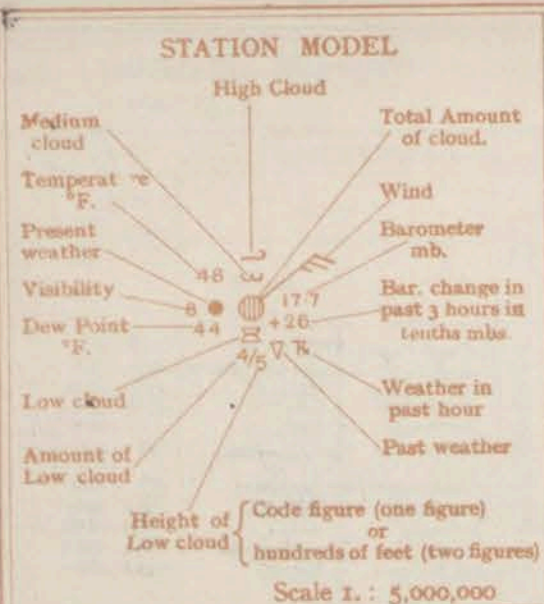 STATION MODEL
High Cloud
Medium
cloud
Total Amount
of cloud.
Temperat re
°F.
Wind
Present
weather
Barometer
mb.
48
Visibility
8
17·7
Bar. change in
past 3 hours in
tenths mbs.
Dew Point
°F.
44
+26
4/5
Low cloud
Weather in
past hour
Amount of
Low cloud
Past weather
Height of
Low cloud
Code figure (one figure)
or
hundreds of feet (two figures)
Scale 1. : 5,000,000